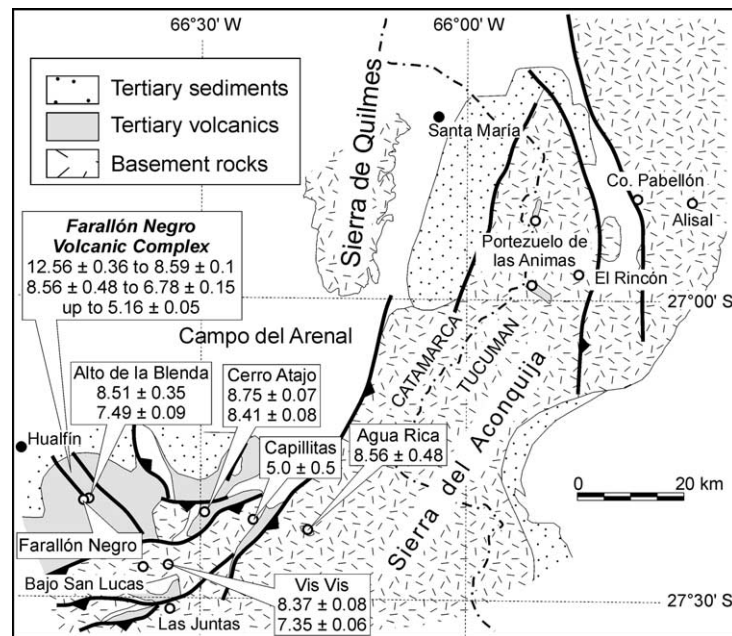 66°30' W
66°00' W
Tertiary sediments
Tertiary volcanics
Basement rocks
Sierra de Quilmes
Santa María
Co. Pabellón
Alisal
Farallón Negro
Volcanic Complex
12.56 ± 0.36 to 8.59 ± 0.1
8.56 ± 0.48 to 6.78 ± 0.15
up to 5.16 ± 0.05
Portezuelo de
las Animas
El Rincón
27°00' S
Campo del Arenal
CATAMARCA
TUCUMAN
Alto de la Blenda
8.51 ± 0.35
7.49 ± 0.09
Cerro Atajo
8.75 ± 0.07
8.41 ± 0.08
Hualfín
Capillitas
5.0 ± 0.5
Agua Rica
8.56 ± 0.48
Sierra del Aconquija
0
20 km
Farallón Negro
Bajo San Lucas
Vis Vis
8.37 ± 0.08
7.35 ± 0.06
Las Juntas
27°30' S